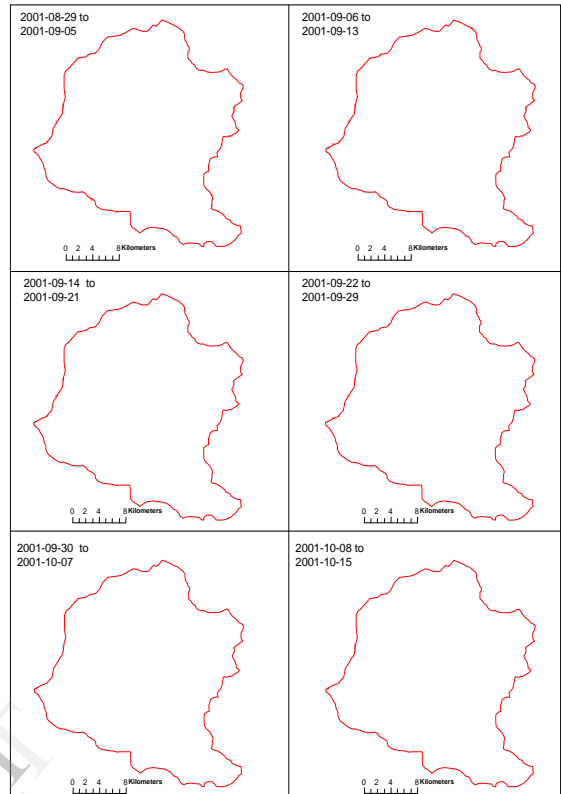 2001-08-29 to
2001-09-05
0 2 4 8 Kilometers
2001-09-06 to
2001-09-13
0 2 4 8 Kilometers
2001-09-14 to
2001-09-21
0 2 4 8 Kilometers
2001-09-22 to
2001-09-29
0 2 4 8 Kilometers
2001-09-30 to
2001-10-07
0 2 4 8 Kilometers
2001-10-08 to
2001-10-15
0 2 4 8 Kilometers